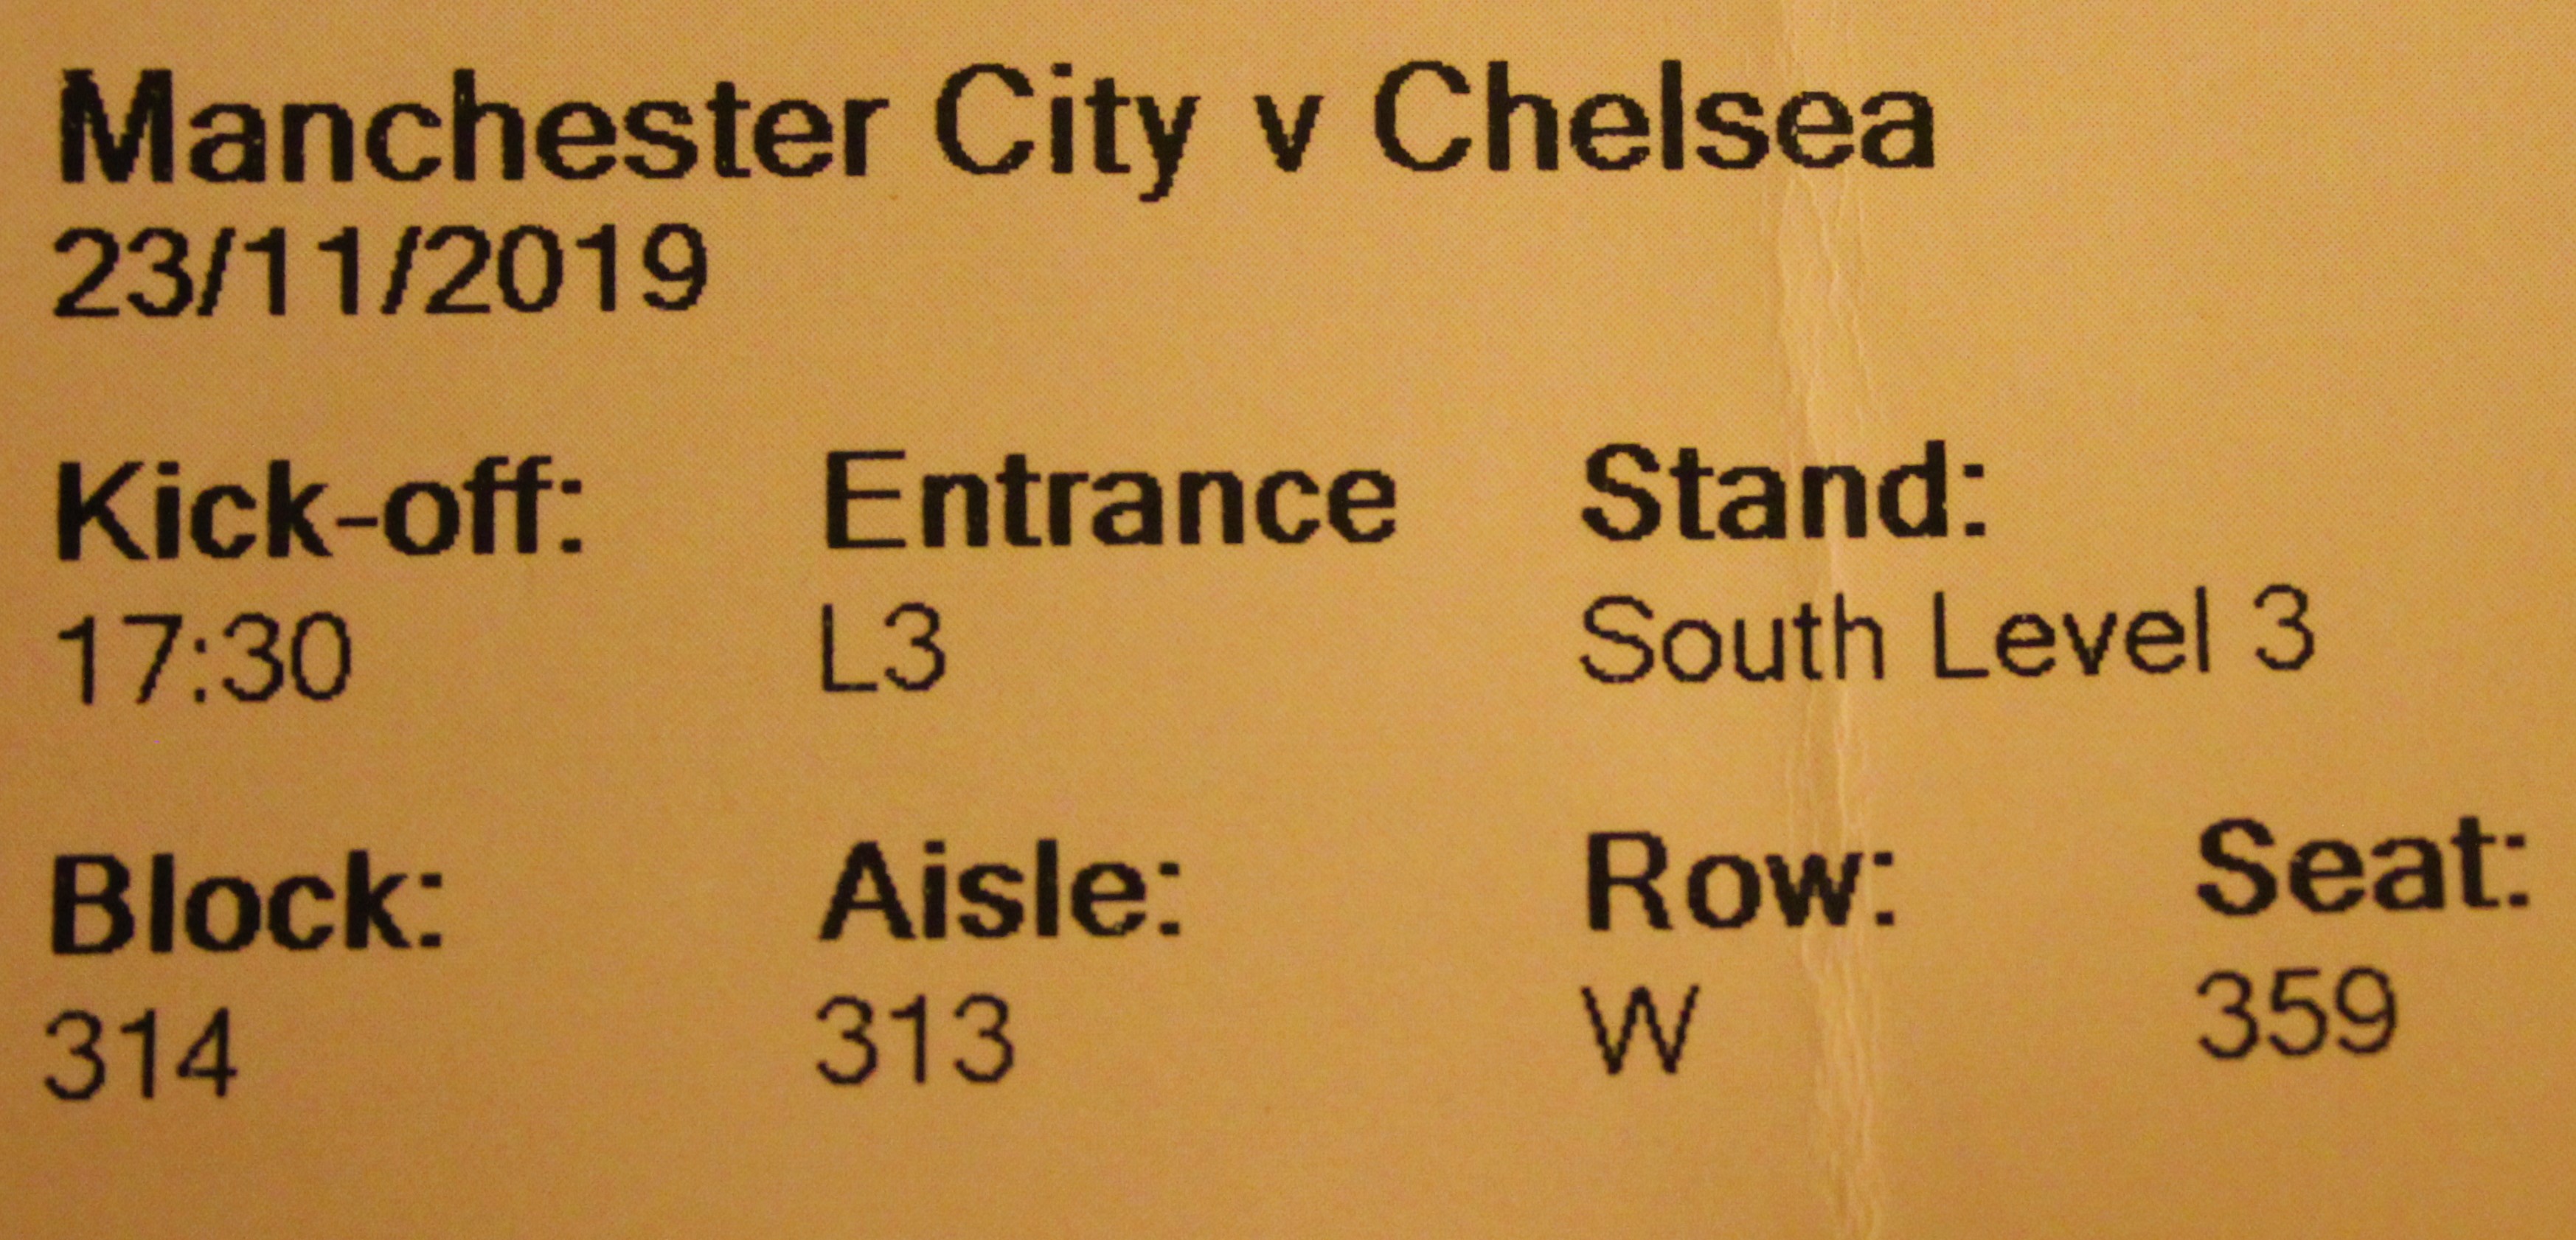 Manchester City v Chelsea
23/11/2019
Kick-off: Entrance Stand:
17:30 L3 South Level 3
Block: Aisle: Row: Seat:
314 313 W 359